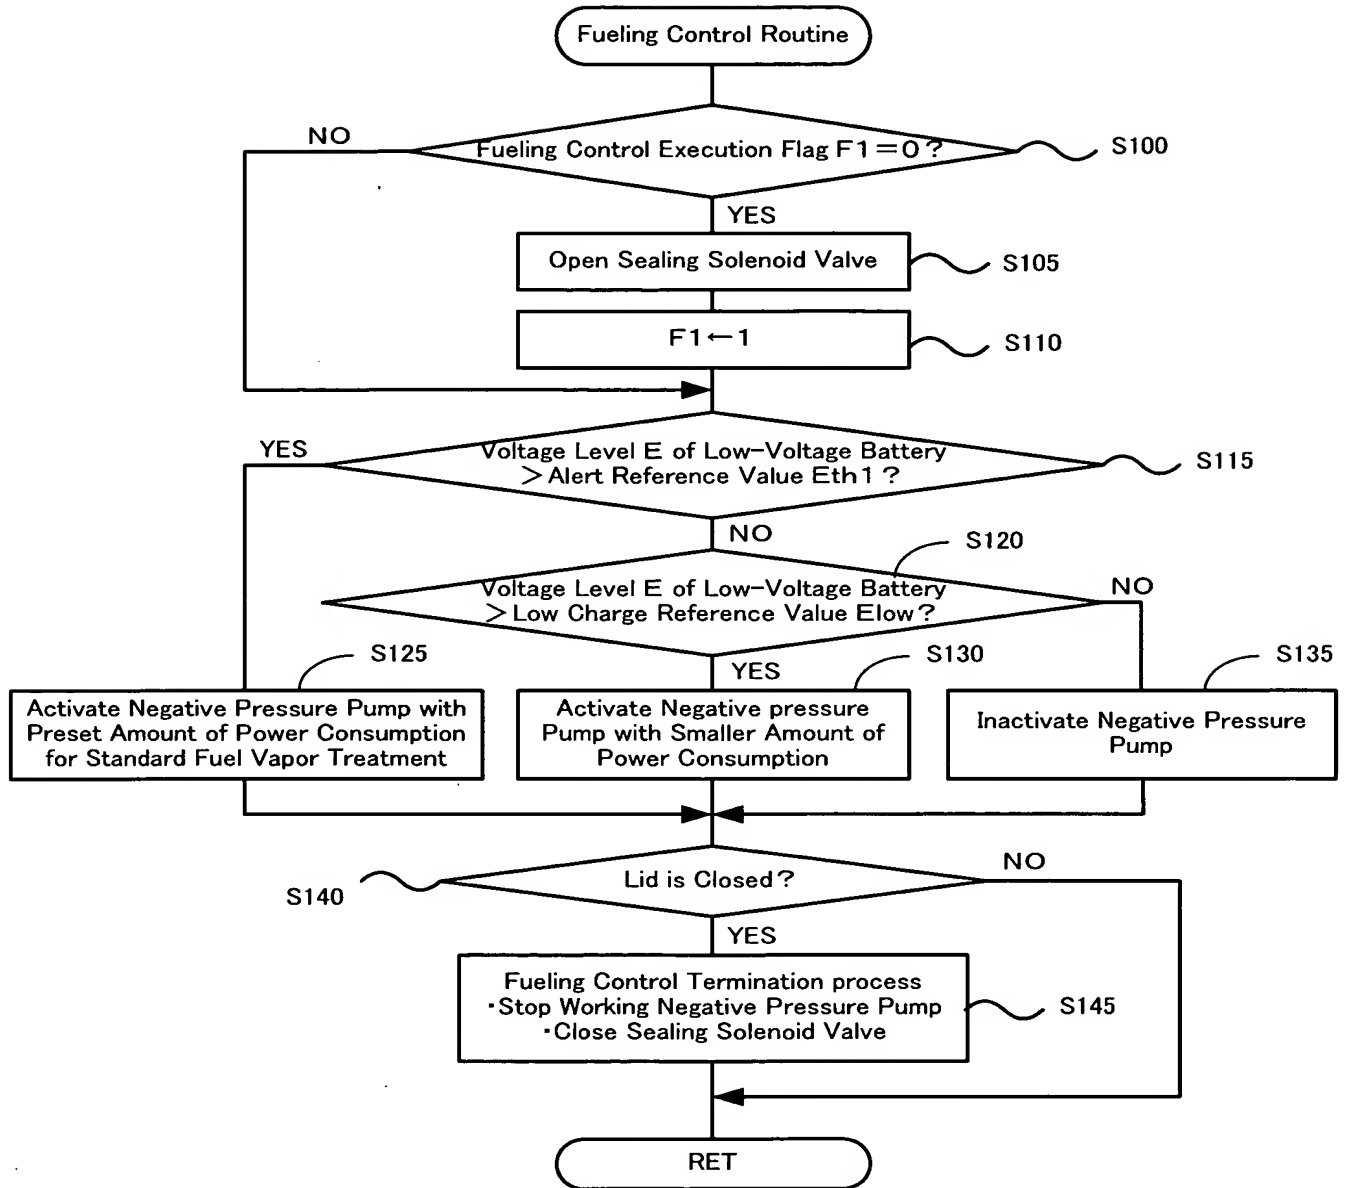 Fueling Control Routine
NO
Fueling Control Execution Flag F1=0?
S100
YES
Open Sealing Solenoid Valve
S105
F1←1
S110
YES
Voltage Level E of Low-Voltage Battery
>Alert Reference Value Eth1?
S115
NO
S120
Voltage Level E of Low-Voltage Battery
>Low Charge Reference Value Elow?
NO
S125
YES
S130
S135
Activate Negative Pressure Pump with
Preset Amount of Power Consumption
for Standard Fuel Vapor Treatment
Activate Negative pressure
Pump with Smaller Amount of
Power Consumption
Inactivate Negative Pressure
Pump
Lid is Closed?
NO
S140
YES
Fueling Control Termination process
・Stop Working Negative Pressure Pump
・Close Sealing Solenoid Valve
S145
RET